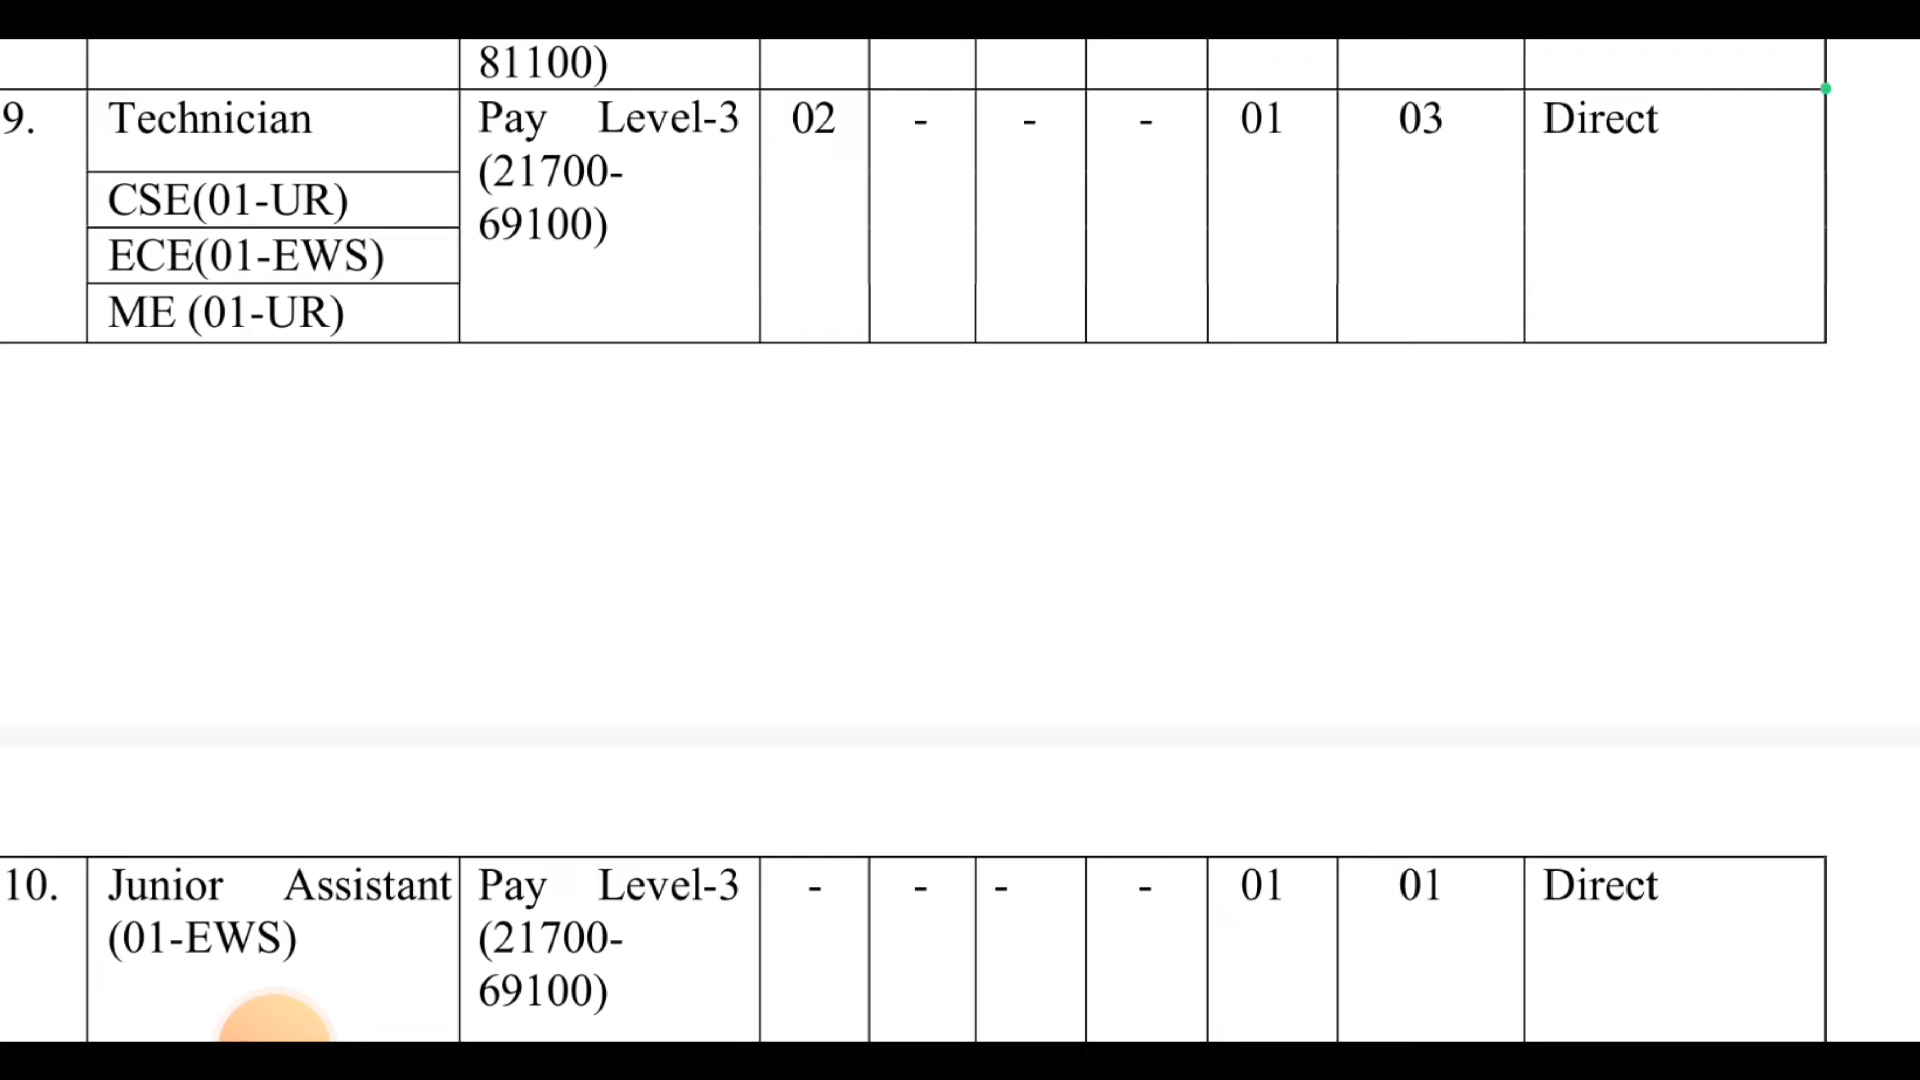 81100)
9. Technician Pay Level-3 02 - - - 01 03 Direct
(21700-
CSE(01-UR)
69100)
ECE(01-EWS)
ME (01-UR)
10. Junior Assistant Pay Level-3 - - - - 01 01 Direct
(01-EWS) (21700-
69100)